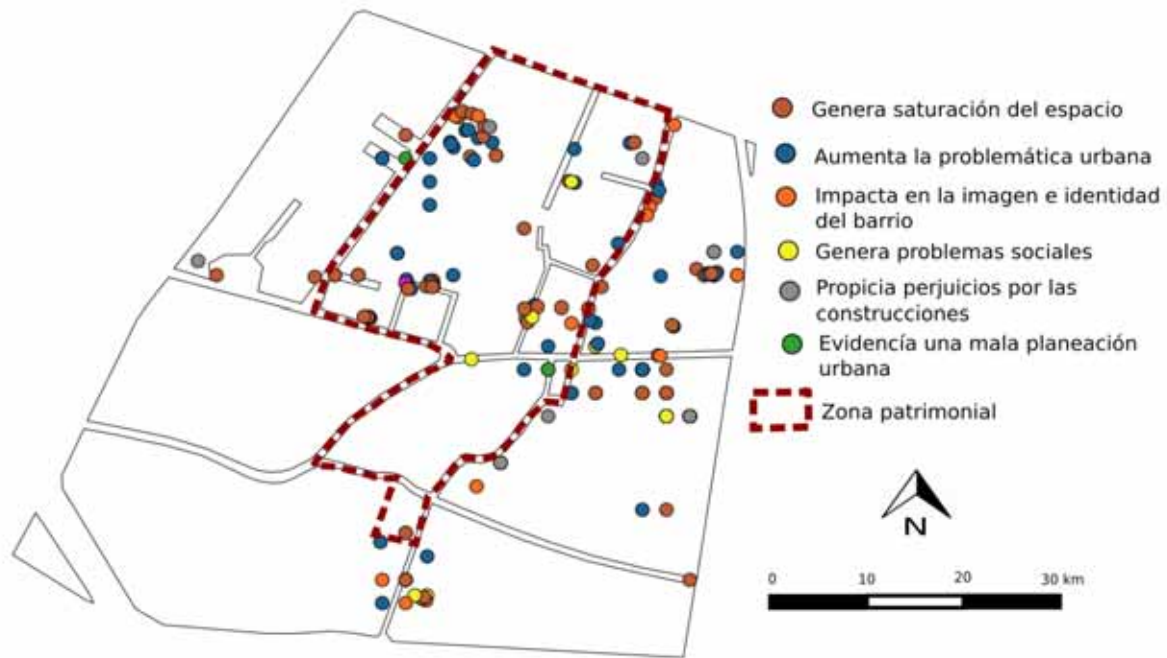 Genera saturación del espacio
Aumenta la problemática urbana
Impacta en la imagen e identidad
del barrio
Genera problemas sociales
Propicia perjuicios por las
construcciones
Evidencía una mala planeación
urbana
Zona patrimonial
N
0 10 20 30 km